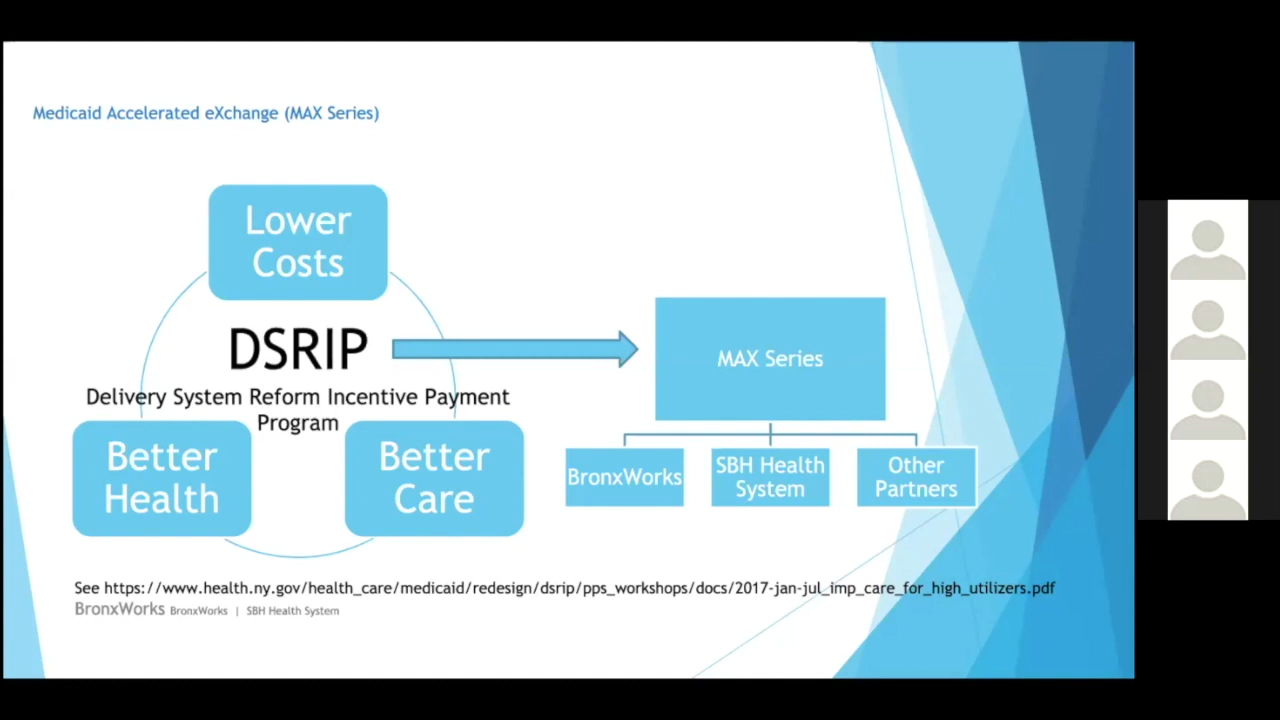 Medicaid Accelerated eXchange (MAX Series)
Lower
Costs
DSRIP
Delivery System Reform Incentive Payment
Program
Better
Health
Better
Care
MAX Series
BronxWorks
SBH Health
System
Other
Partners
See https://www.health.ny.gov/health_care/medicaid/redesign/dsrip/pps_workshops/docs/2017-jan-jul_imp_care_for_high_utilizers.pdf
BronxWorks BronxWorks | SBH Health System